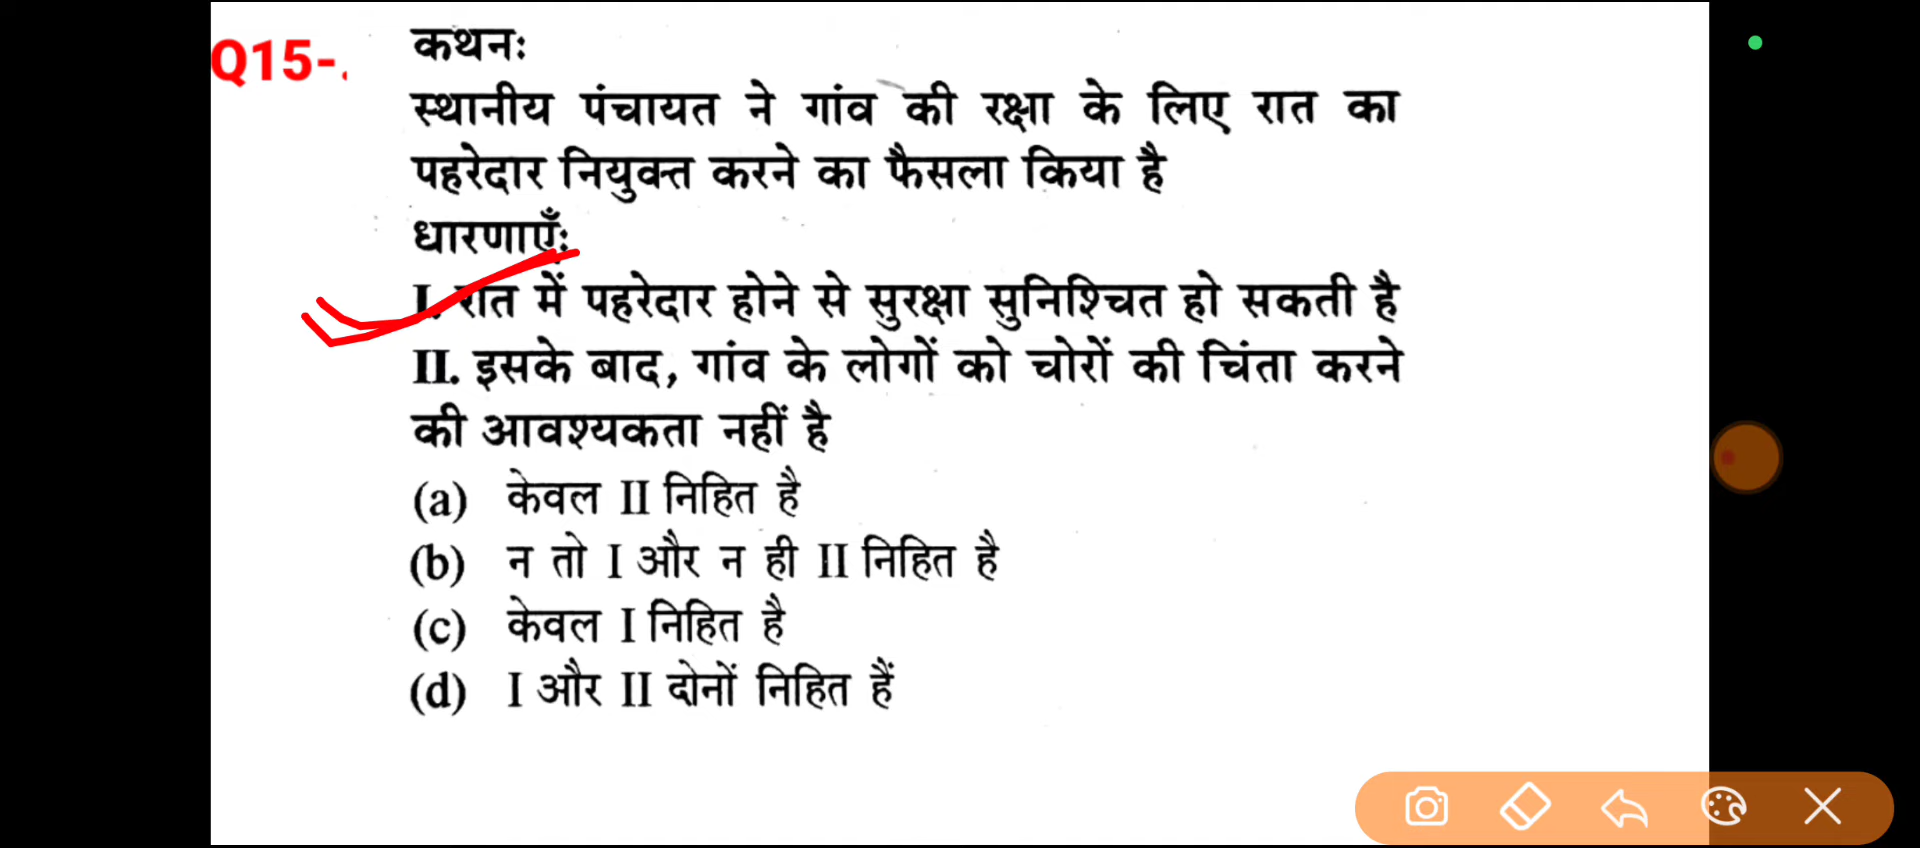 Q15-.
कथनः
स्थानीय पंचायत ने गांव की रक्षा के लिए रात का
पहरेदार नियुक्त करने का फैसला किया है
धारणाएँः
I. रात में पहरेदार होने से सुरक्षा सुनिश्चित हो सकती है
II. इसके बाद, गांव के लोगों को चोरों की चिंता करने
की आवश्यकता नहीं है
(a) केवल II निहित है
(b) न तो I और न ही II निहित है
(c) केवल I निहित है
(d) I और II दोनों निहित हैं